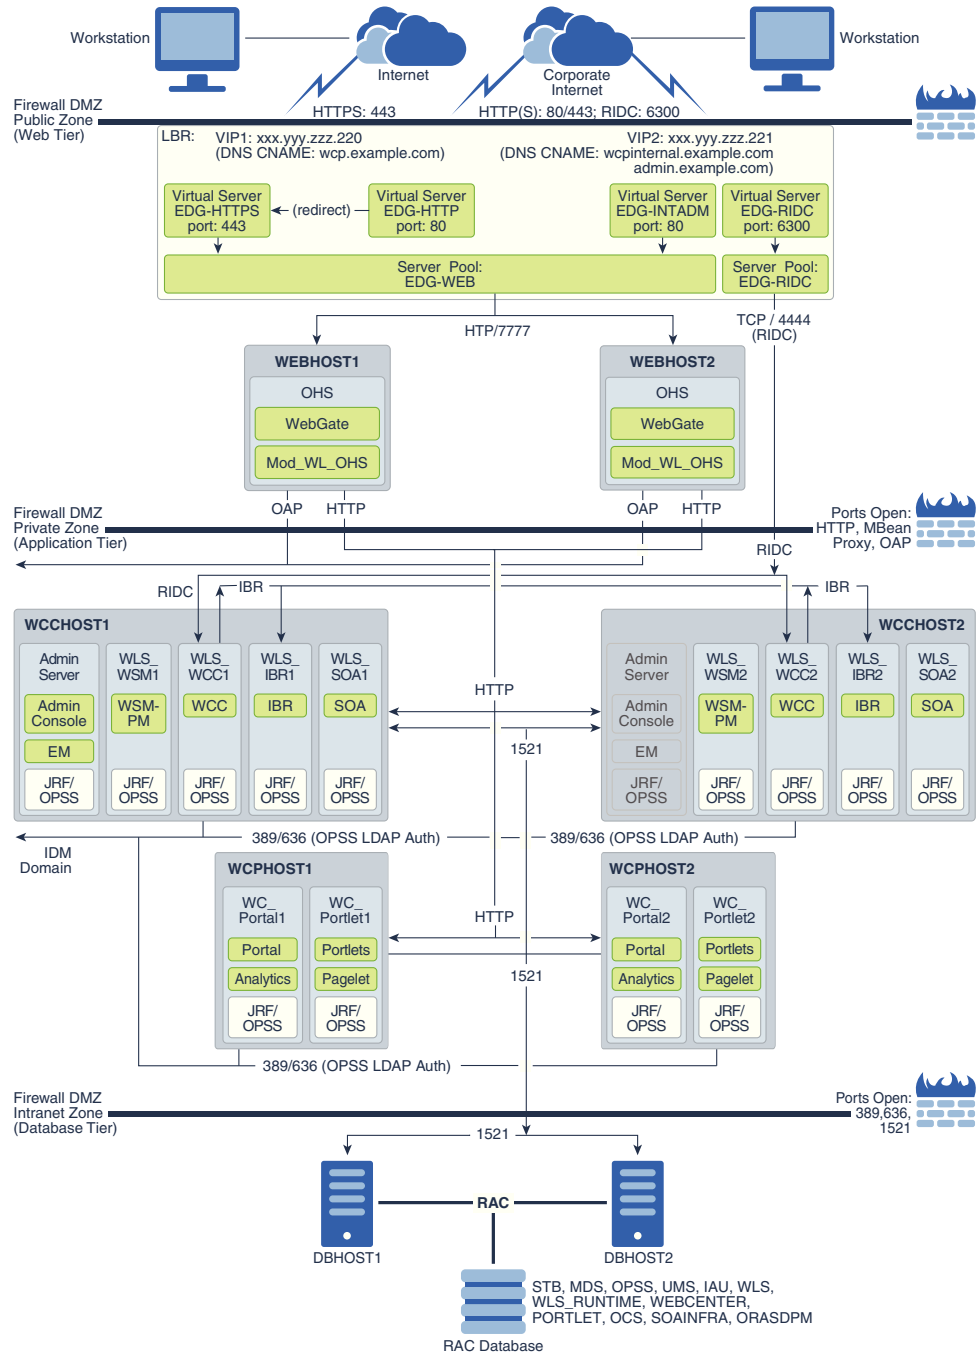 Workstation
Internet
Corporate
Internet
Workstation
Firewall DMZ
Public Zone
(Web Tier)
HTTPS: 443
HTTP(S): 80/443; RIDC: 6300
LBR:
VIP1: xxx.yyy.zzz.220
(DNS CNAME: wcp.example.com)
VIP2: xxx.yyy.zzz.221
(DNS CNAME: wcpinternal.example.com
admin.example.com)
Virtual Server
EDG-HTTPS
port: 443
(redirect)
Virtual Server
EDG-HTTP
port: 80
Virtual Server
EDG-INTADM
port: 80
Virtual Server
EDG-RIDC
port: 6300
Server Pool:
EDG-WEB
Server Pool:
EDG-RIDC
HTP/7777
TCP / 4444
(RIDC)
WEBHOST1
OHS
WebGate
Mod_WL_OHS
WEBHOST2
OHS
WebGate
Mod_WL_OHS
OAP
HTTP
OAP
HTTP
Firewall DMZ
Private Zone
(Application Tier)
Ports Open:
HTTP, MBean
Proxy, OAP
RIDC
RIDC
IBR
IBR
WCCHOST1
Admin
Server
Admin
Console
EM
JRF/
OPSS
WLS_
WSM1
WSM-
PM
JRF/
OPSS
WLS_
WCC1
WCC
JRF/
OPSS
WLS_
IBR1
IBR
JRF/
OPSS
WLS_
SOA1
SOA
JRF/
OPSS
HTTP
1521
WCCHOST2
Admin
Server
Admin
Console
EM
JRF/
OPSS
WLS_
WSM2
WSM-
PM
JRF/
OPSS
WLS_
WCC2
WCC
JRF/
OPSS
WLS_
IBR2
IBR
JRF/
OPSS
WLS_
SOA2
SOA
JRF/
OPSS
IDM
Domain
389/636 (OPSS LDAP Auth)
389/636 (OPSS LDAP Auth)
WCPHOST1
WC_
Portal1
Portal
Analytics
JRF/
OPSS
WC_
Portlet1
Portlets
Pagelet
JRF/
OPSS
HTTP
1521
WCPHOST2
WC_
Portal2
Portal
Analytics
JRF/
OPSS
WC_
Portlet2
Portlets
Pagelet
JRF/
OPSS
389/636 (OPSS LDAP Auth)
Firewall DMZ
Intranet Zone
(Database Tier)
Ports Open:
389,636,
1521
1521
RAC
DBHOST1
DBHOST2
STB, MDS, OPSS, UMS, IAU, WLS,
WLS_RUNTIME, WEBCENTER,
PORTLET, OCS, SOAINFRA, ORASDPM
RAC Database